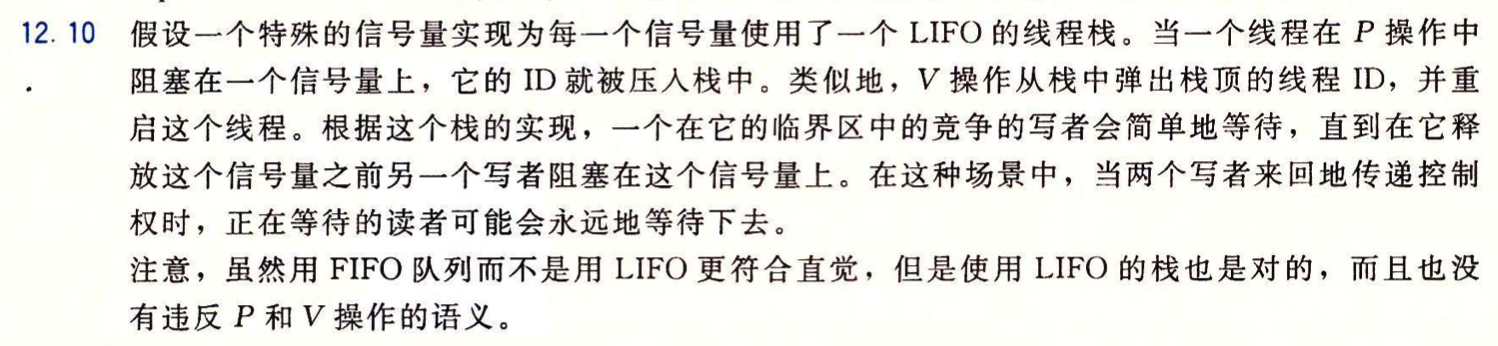 12.10 假设一个特殊的信号量实现为每一个信号量使用了一个 LIFO 的线程栈。当一个线程在 P 操作中
阻塞在一个信号量上，它的 ID 就被压入栈中。类似地，V 操作从栈中弹出栈顶的线程 ID，并重
启这个线程。根据这个栈的实现，一个在它的临界区中的竞争的写者会简单地等待，直到在它释
放这个信号量之前另一个写者阻塞在这个信号量上。在这种场景中，当两个写者来回地传递控制
权时，正在等待的读者可能会永远地等待下去。
注意，虽然用 FIFO 队列而不是用 LIFO 更符合直觉，但是使用 LIFO 的栈也是对的，而且也没
有违反 P 和 V 操作的语义。